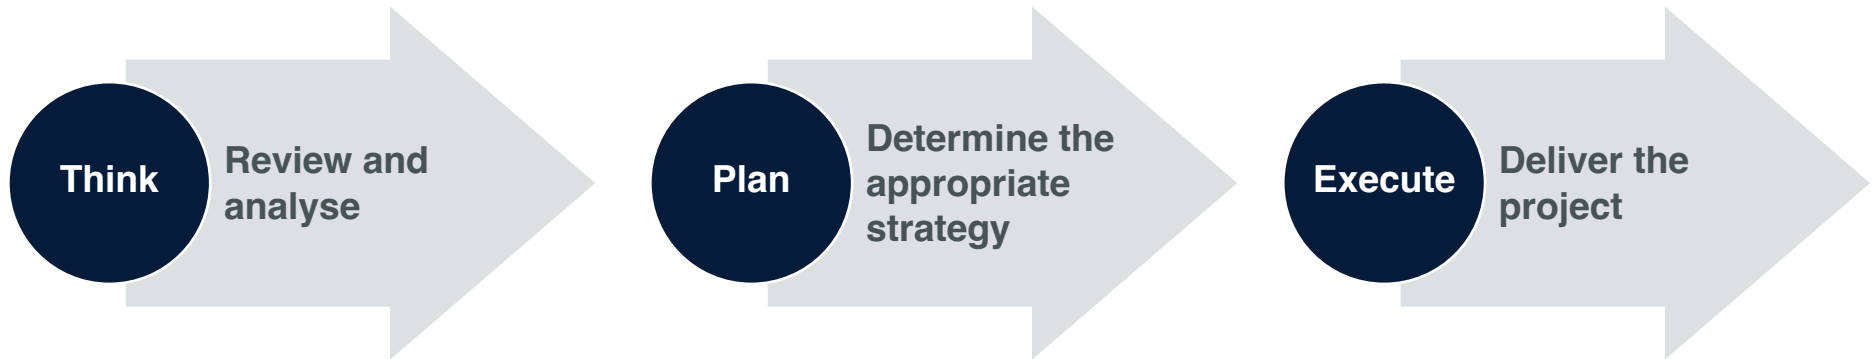 Think
Review and
analyse
Plan
Determine the
appropriate
strategy
Execute
Deliver the
project